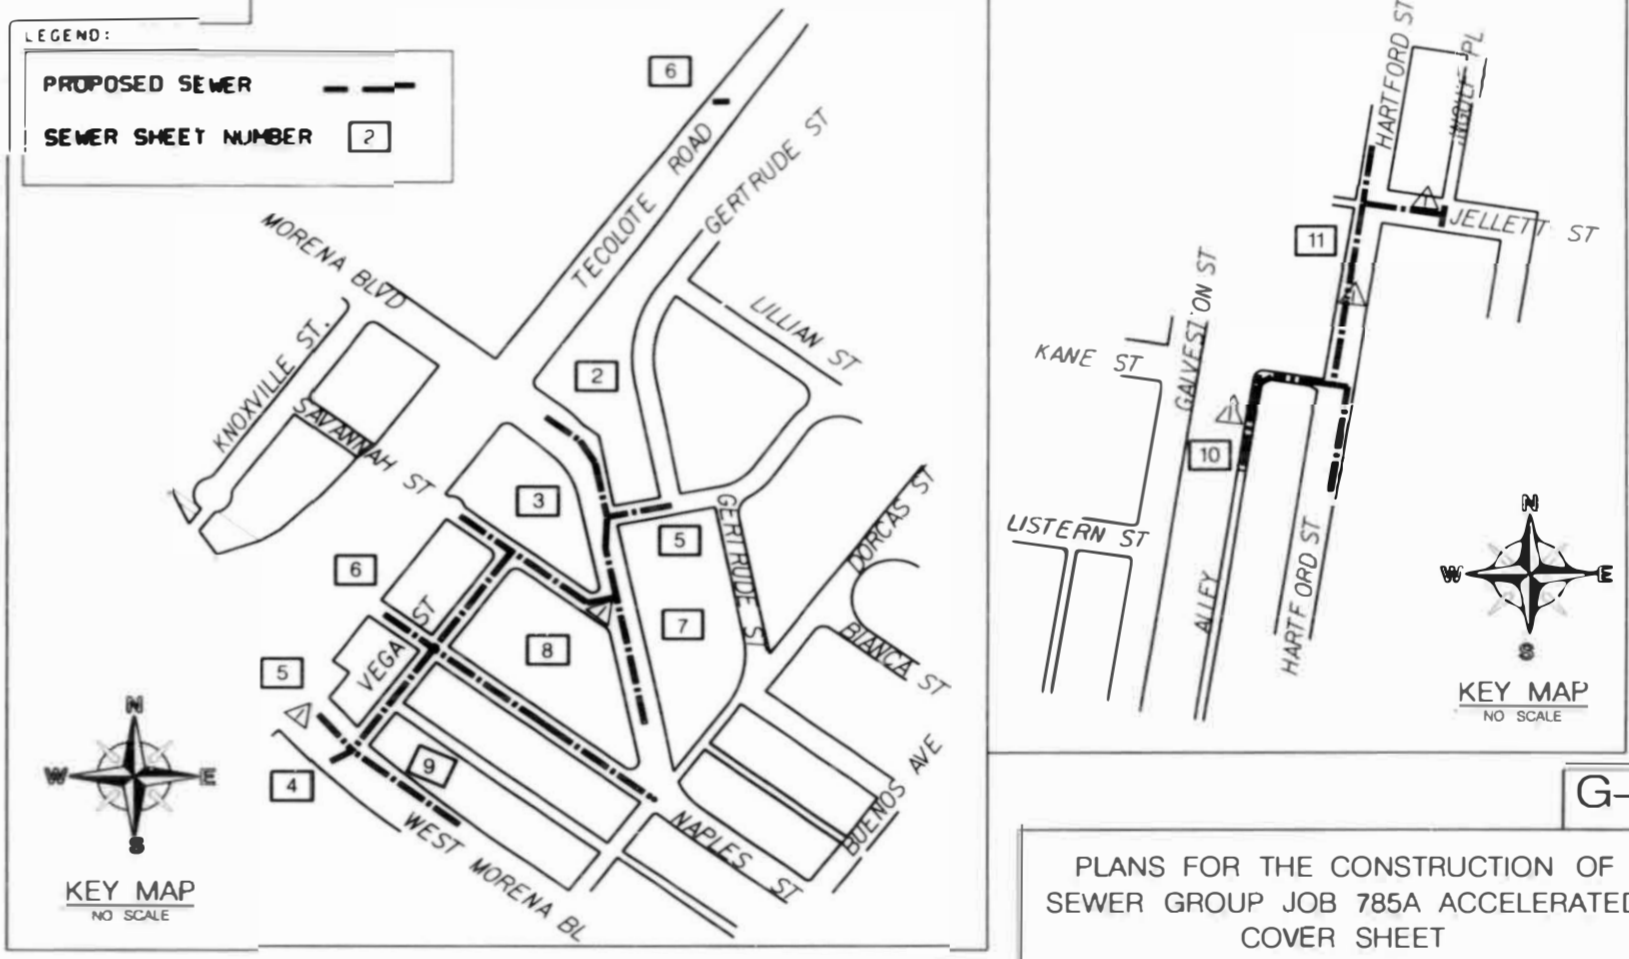 LEGEND:
PROPOSED SEWER
SEWER SHEET NUMBER 2
6
TECOLOTE ROAD
GERTRUDE ST
MORENA BLVD
KNOXVILLE ST.
SAVANNAH ST
LILLIAN ST
2
3
5
GERTRUDE S
DORCAS ST
6
VEGA ST
8
7
BIANCA ST
5
4
9
WEST MORENA BL
NAPLES ST
BUENOS AVE
N
W E
S
KEY MAP
NO SCALE
HARTFORD ST
PL
JELLETT ST
11
GALVESTON ST
KANE ST
10
LISTERN ST
ALLEY
HARTFORD ST
N
W E
S
KEY MAP
NO SCALE
G-
PLANS FOR THE CONSTRUCTION OF
SEWER GROUP JOB 785A ACCELERATED
COVER SHEET